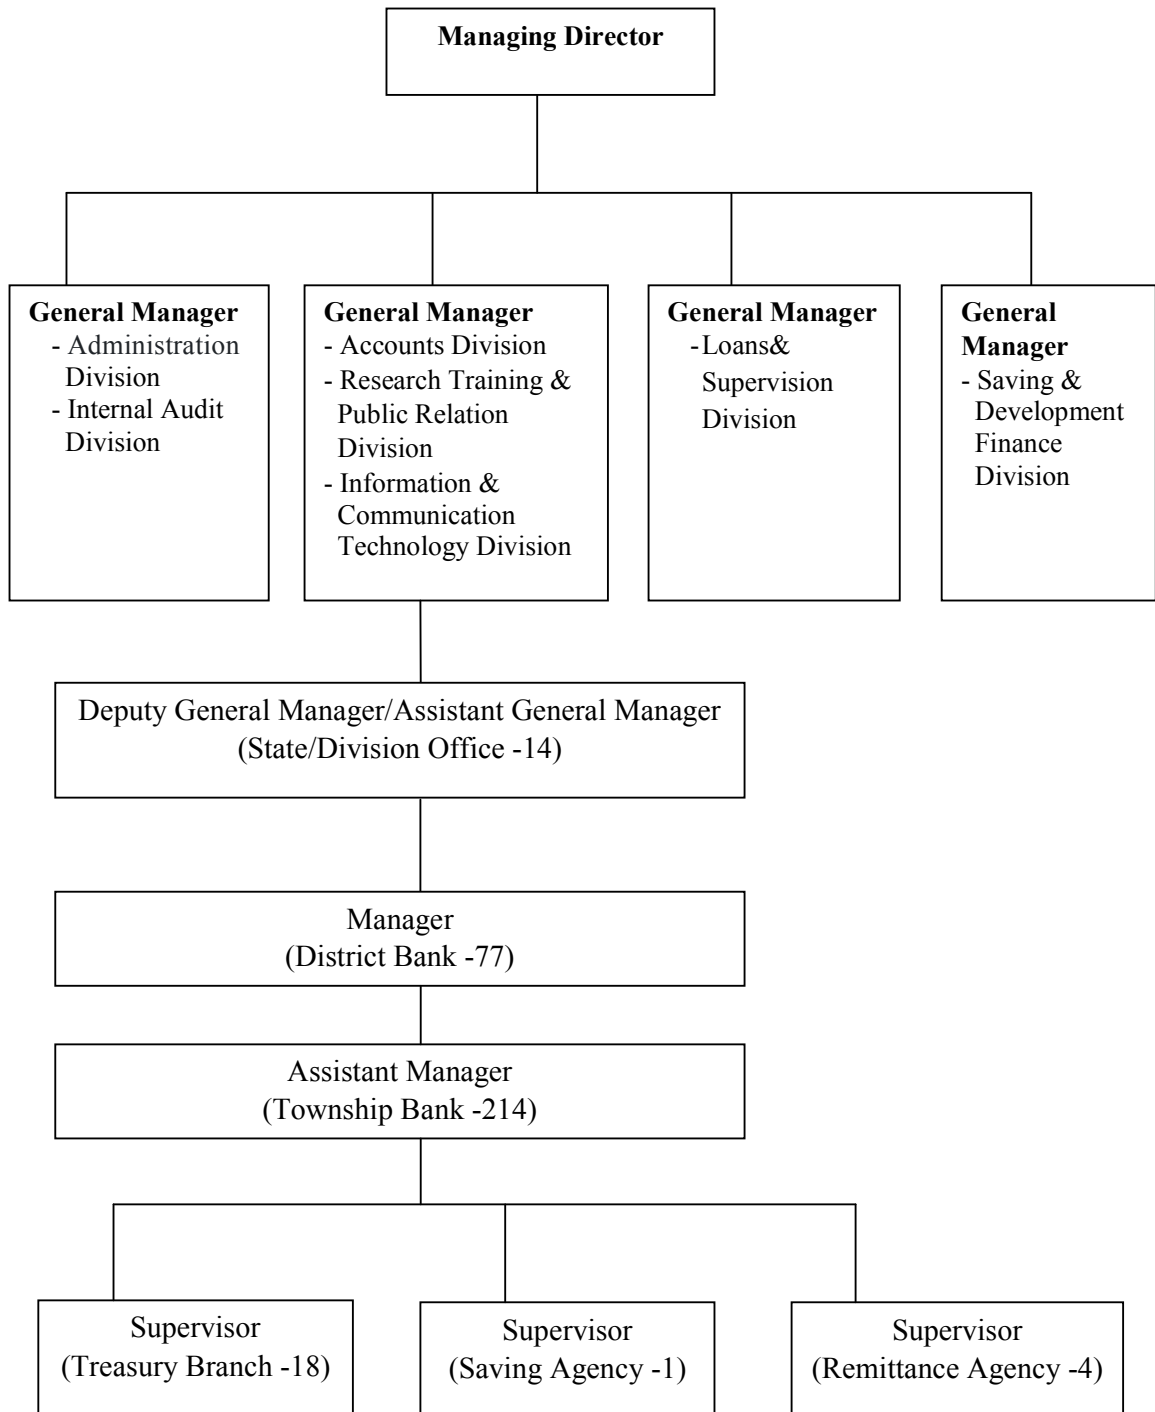 Managing Director
General Manager
- Administration
Division
- Internal Audit
Division
General Manager
- Accounts Division
- Research Training &
Public Relation
Division
- Information &
Communication
Technology Division
General Manager
-Loans&
Supervision
Division
General
Manager
- Saving &
Development
Finance
Division
Deputy General Manager/Assistant General Manager
(State/Division Office -14)
Manager
(District Bank -77)
Assistant Manager
(Township Bank -214)
Supervisor
(Treasury Branch -18)
Supervisor
(Saving Agency -1)
Supervisor
(Remittance Agency -4)